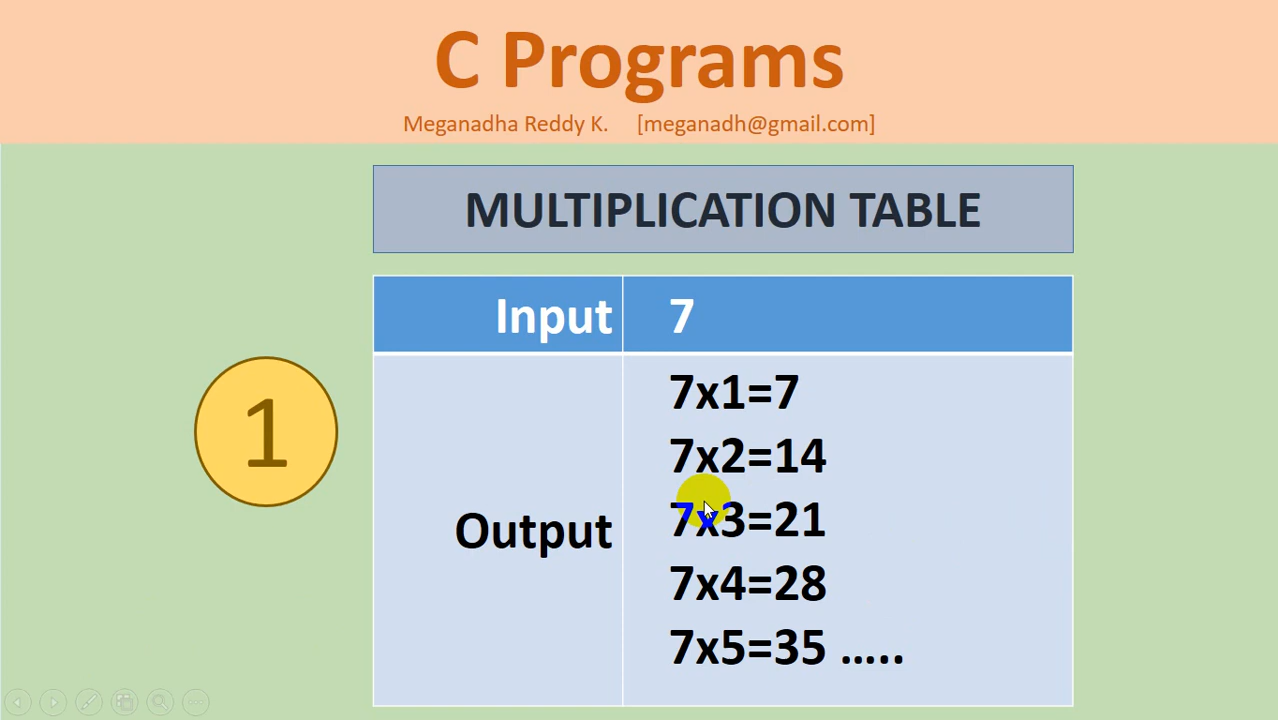 C Programs
Meganadha Reddy K. [meganadh@gmail.com]
MULTIPLICATION TABLE
Input 7
1
Output
7x1=7
7x2=14
7x3=21
7x4=28
7x5=35 .....